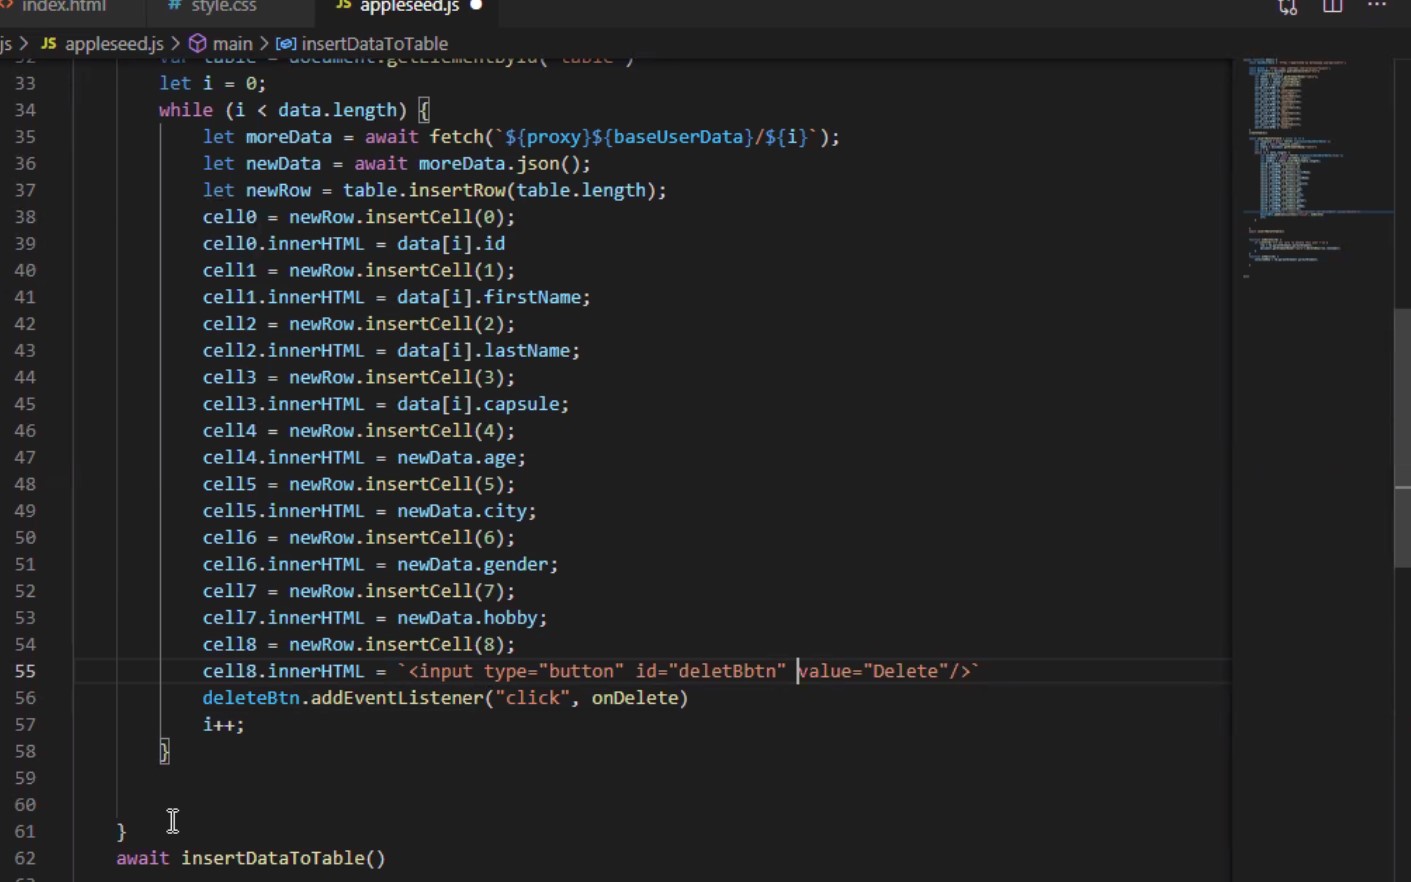 index.html # style.css JS appleseed.js
js > JS appleseed.js > main > insertDataToTable
32 var table = document.getElementById("table")
33 let i = 0;
34 while (i < data.length) {
35 let moreData = await fetch(`${proxy}${baseUserData}/${i}`);
36 let newData = await moreData.json();
37 let newRow = table.insertRow(table.length);
38 cell0 = newRow.insertCell(0);
39 cell0.innerHTML = data[i].id
40 cell1 = newRow.insertCell(1);
41 cell1.innerHTML = data[i].firstName;
42 cell2 = newRow.insertCell(2);
43 cell2.innerHTML = data[i].lastName;
44 cell3 = newRow.insertCell(3);
45 cell3.innerHTML = data[i].capsule;
46 cell4 = newRow.insertCell(4);
47 cell4.innerHTML = newData.age;
48 cell5 = newRow.insertCell(5);
49 cell5.innerHTML = newData.city;
50 cell6 = newRow.insertCell(6);
51 cell6.innerHTML = newData.gender;
52 cell7 = newRow.insertCell(7);
53 cell7.innerHTML = newData.hobby;
54 cell8 = newRow.insertCell(8);
55 cell8.innerHTML = `<input type="button" id="deletBbtn" value="Delete"/>`
56 deleteBtn.addEventListener("click", onDelete)
57 i++;
58 }
59
60
61 }
62 await insertDataToTable()